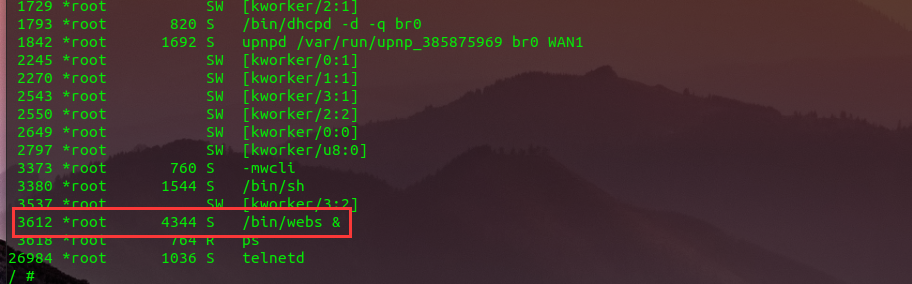 1729 *root SW [kworker/2:1]
1793 *root 820 S /bin/dhcpd -d -q br0
1842 *root 1692 S upnpd /var/run/upnp_385875969 br0 WAN1
2245 *root SW [kworker/0:1]
2270 *root SW [kworker/1:1]
2543 *root SW [kworker/3:1]
2550 *root SW [kworker/2:2]
2649 *root SW [kworker/0:0]
2797 *root SW [kworker/u8:0]
3373 *root 760 S -mwcli
3380 *root 1544 S /bin/sh
3537 *root SW [kworker/3:2]
3612 *root 4344 S /bin/webs &
3618 *root 764 R ps
26984 *root 1036 S telnetd
/ #